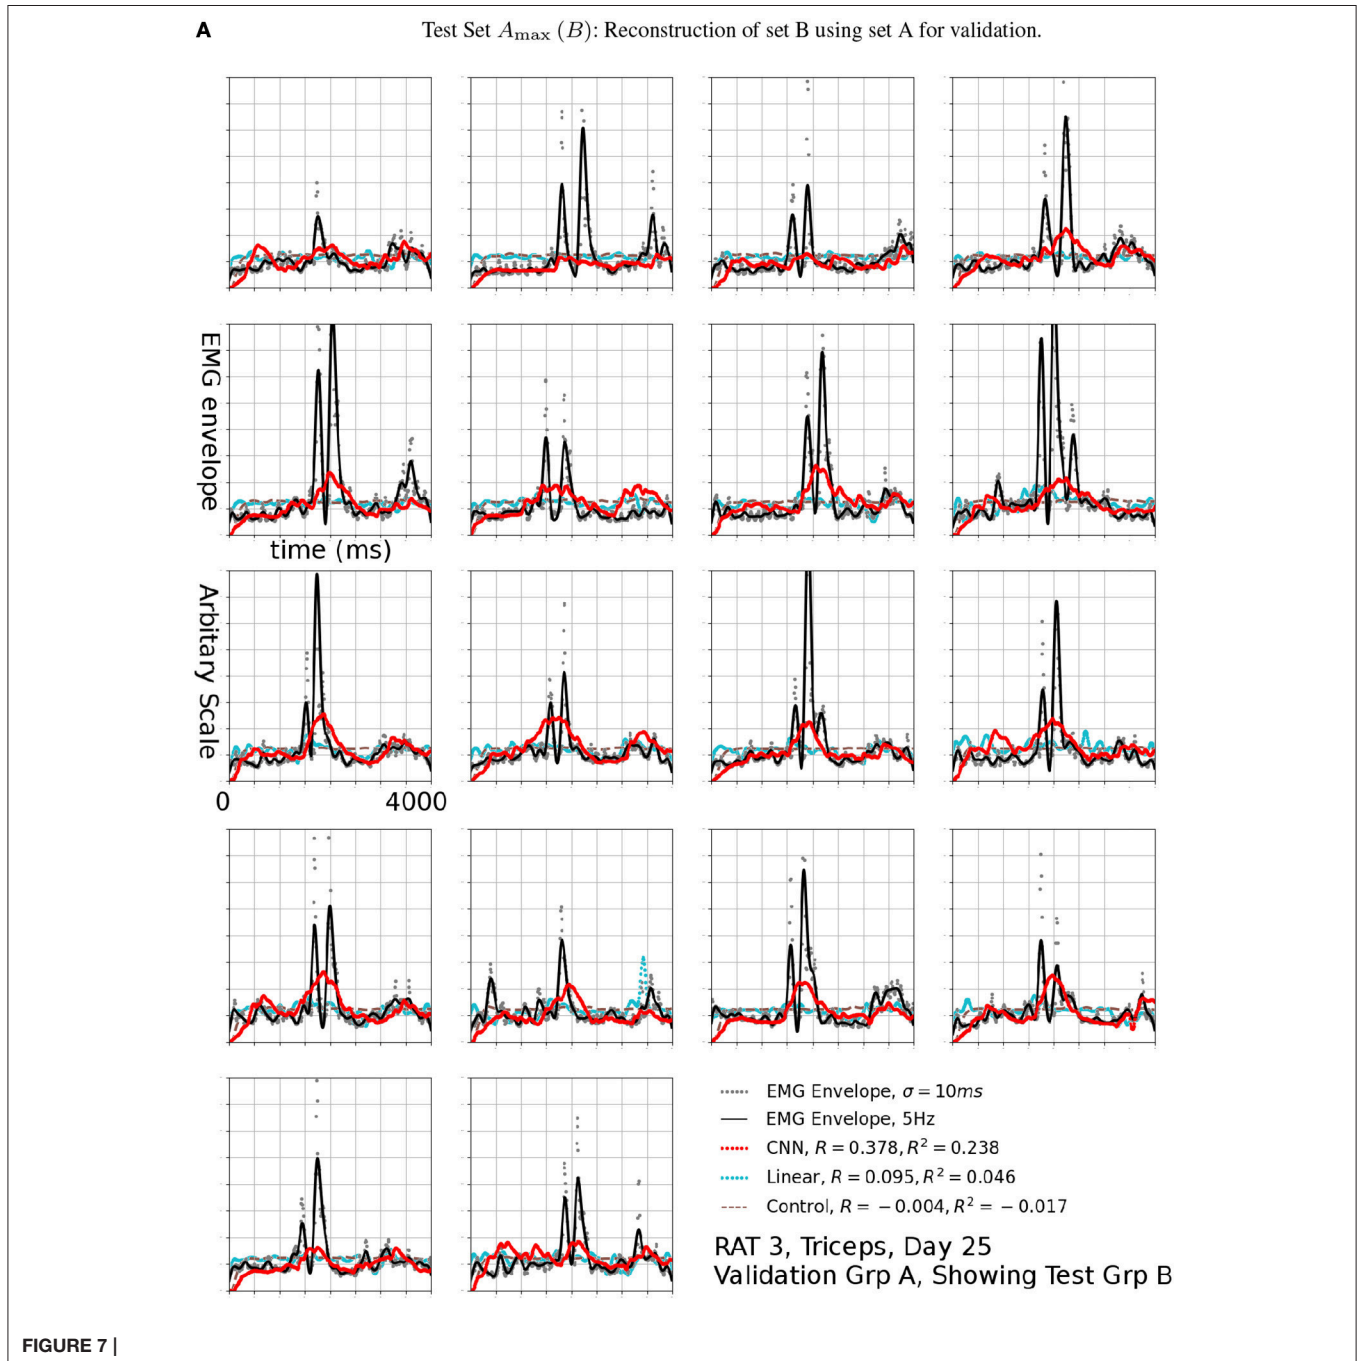 A
Test Set A_max (B): Reconstruction of set B using set A for validation.
EMG envelope
time (ms)
Arbitary Scale
0 4000
EMG Envelope, σ = 10ms
EMG Envelope, 5Hz
CNN, R = 0.378, R² = 0.238
Linear, R = 0.095, R² = 0.046
Control, R = −0.004, R² = −0.017
RAT 3, Triceps, Day 25
Validation Grp A, Showing Test Grp B
FIGURE 7 |